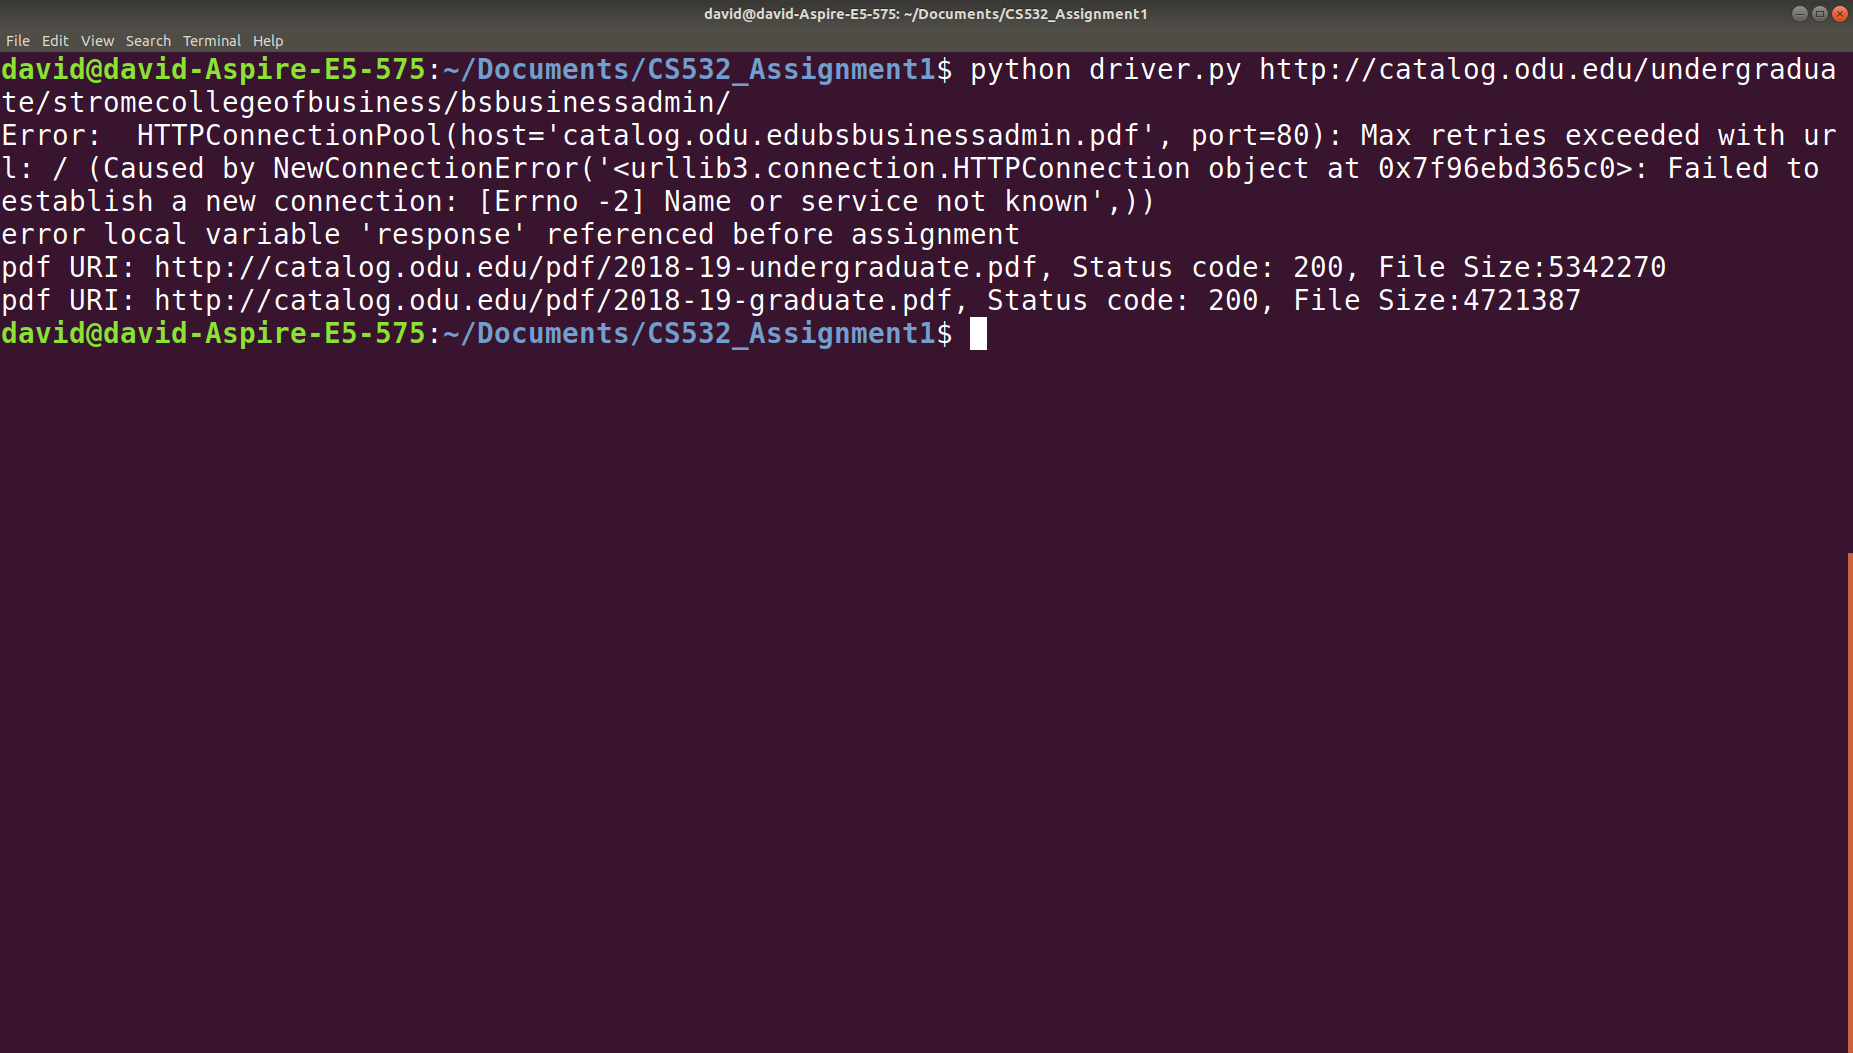 david@david-Aspire-E5-575: ~/Documents/CS532_Assignment1
File Edit View Search Terminal Help
david@david-Aspire-E5-575:~/Documents/CS532_Assignment1$ python driver.py http://catalog.odu.edu/undergradua
te/stromecollegeofbusiness/bsbusinessadmin/
Error:  HTTPConnectionPool(host='catalog.odu.edubsbusinessadmin.pdf', port=80): Max retries exceeded with ur
l: / (Caused by NewConnectionError('<urllib3.connection.HTTPConnection object at 0x7f96ebd365c0>: Failed to
establish a new connection: [Errno -2] Name or service not known',))
error local variable 'response' referenced before assignment
pdf URI: http://catalog.odu.edu/pdf/2018-19-undergraduate.pdf, Status code: 200, File Size:5342270
pdf URI: http://catalog.odu.edu/pdf/2018-19-graduate.pdf, Status code: 200, File Size:4721387
david@david-Aspire-E5-575:~/Documents/CS532_Assignment1$